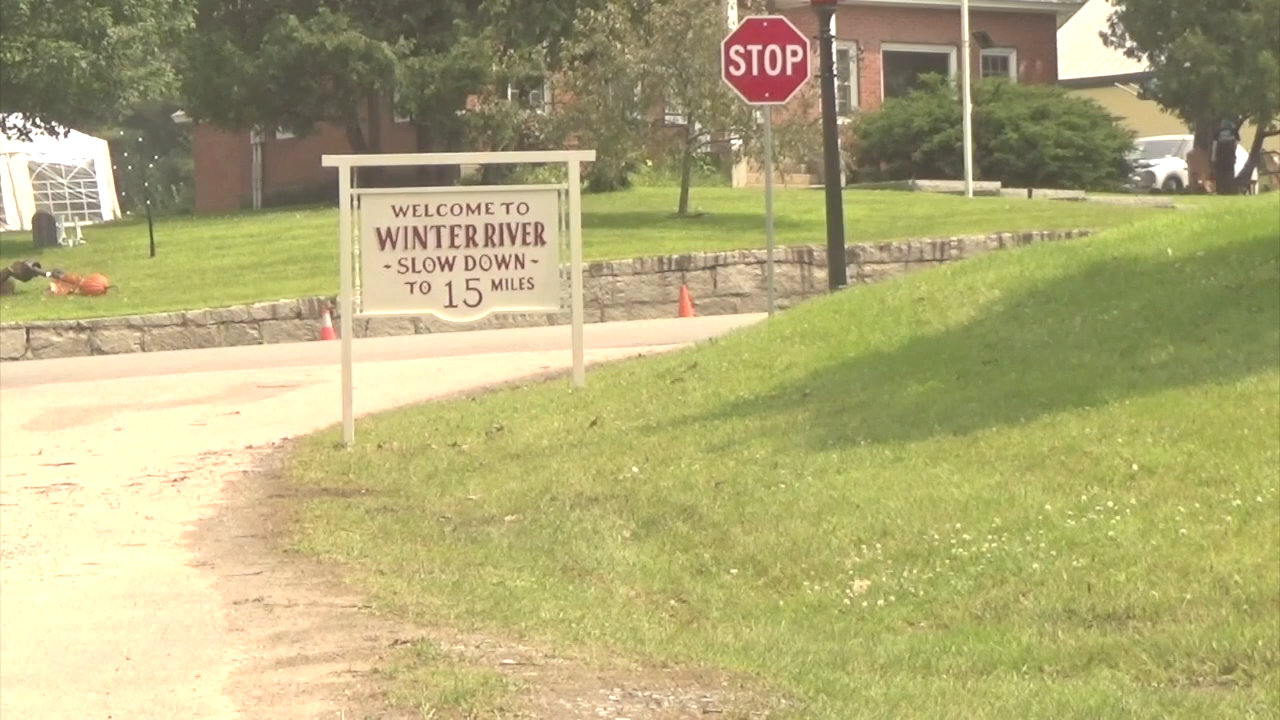 STOP
WELCOME TO
WINTER RIVER
- SLOW DOWN -
TO 15 MILES